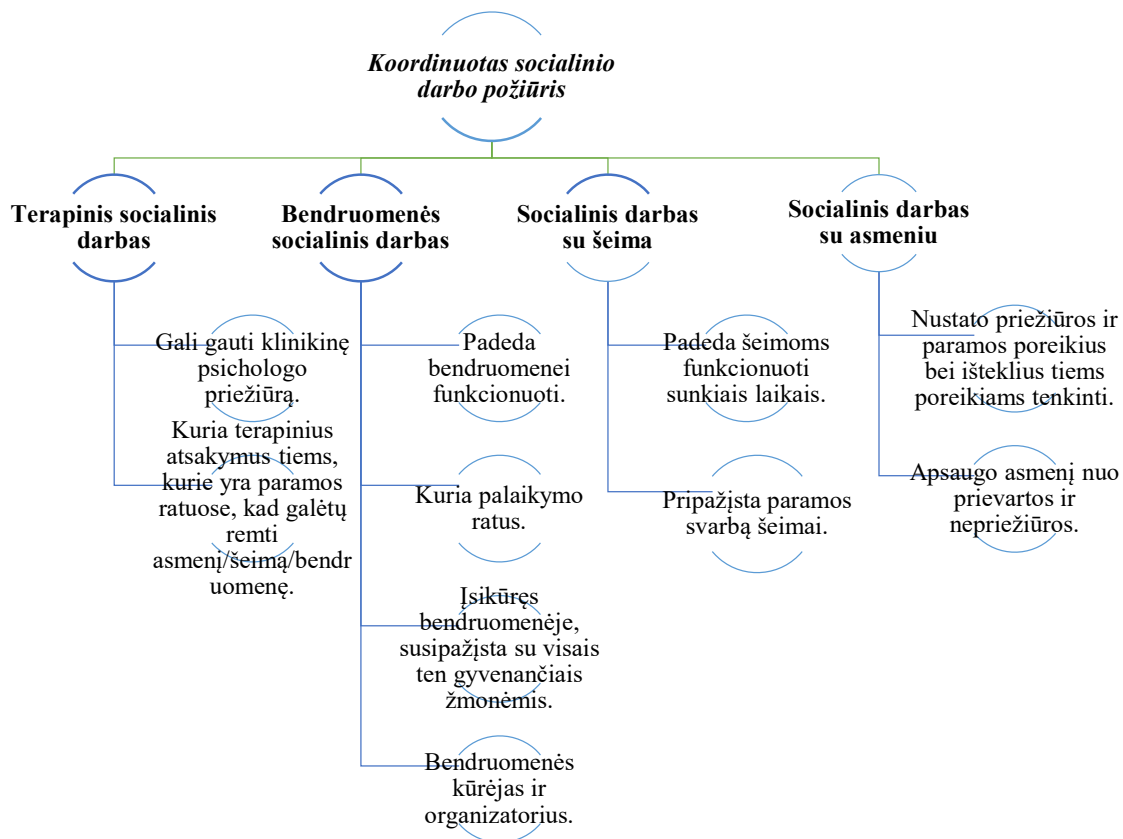 Koordinuotas socialinio
darbo požiūris
Terapinis socialinis
darbas
Gali gauti klinikinę
psichologo
priežiūrą.
Kuria terapinius
atsakymus tiems,
kurie yra paramos
ratuose, kad galėtų
remti
asmenį/šeimą/bendr
uomenę.
Bendruomenės
socialinis darbas
Padeda
bendruomenei
funkcionuoti.
Kuria palaikymo
ratus.
Įsikūręs
bendruomenėje,
susipažįsta su visais
ten gyvenančiais
žmonėmis.
Bendruomenės
kūrėjas ir
organizatorius.
Socialinis darbas
su šeima
Padeda šeimoms
funkcionuoti
sunkiais laikais.
Pripažįsta paramos
svarbą šeimai.
Socialinis darbas
su asmeniu
Nustato priežiūros ir
paramos poreikius
bei išteklius tiems
poreikiams tenkinti.
Apsaugo asmenį nuo
prievartos ir
nepriežiūros.